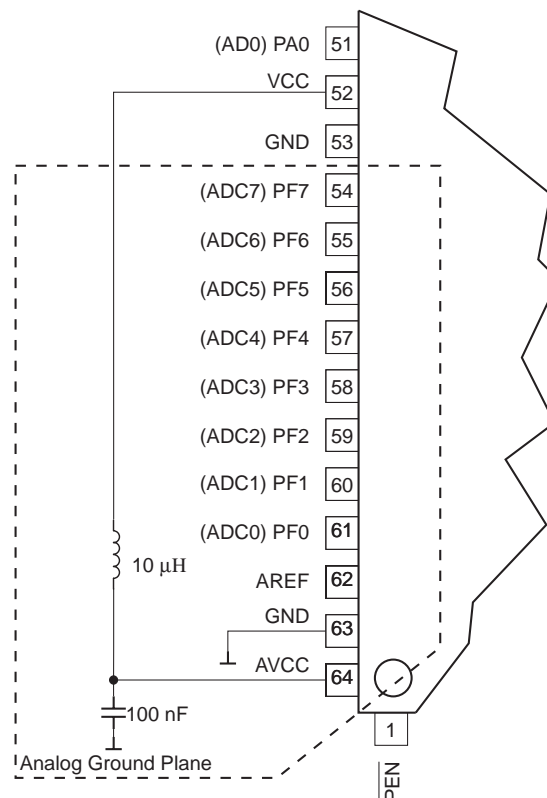 (AD0) PA0 51
VCC 52
GND 53
(ADC7) PF7 54
(ADC6) PF6 55
(ADC5) PF5 56
(ADC4) PF4 57
(ADC3) PF3 58
(ADC2) PF2 59
(ADC1) PF1 60
(ADC0) PF0 61
10 μH
AREF 62
GND 63
AVCC 64
100 nF
1
Analog Ground Plane
PEN